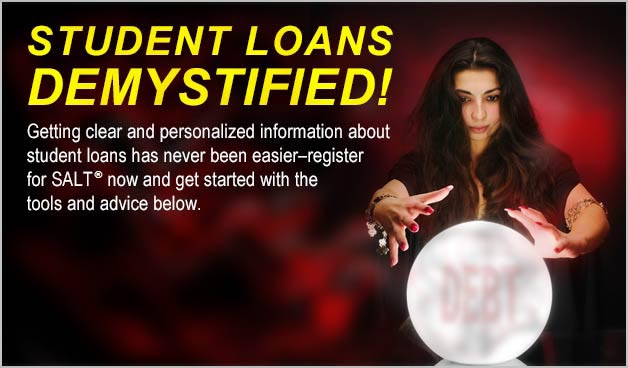 STUDENT LOANS
DEMYSTIFIED!
Getting clear and personalized information about
student loans has never been easier–register
for SALT® now and get started with the
tools and advice below.
DEBT